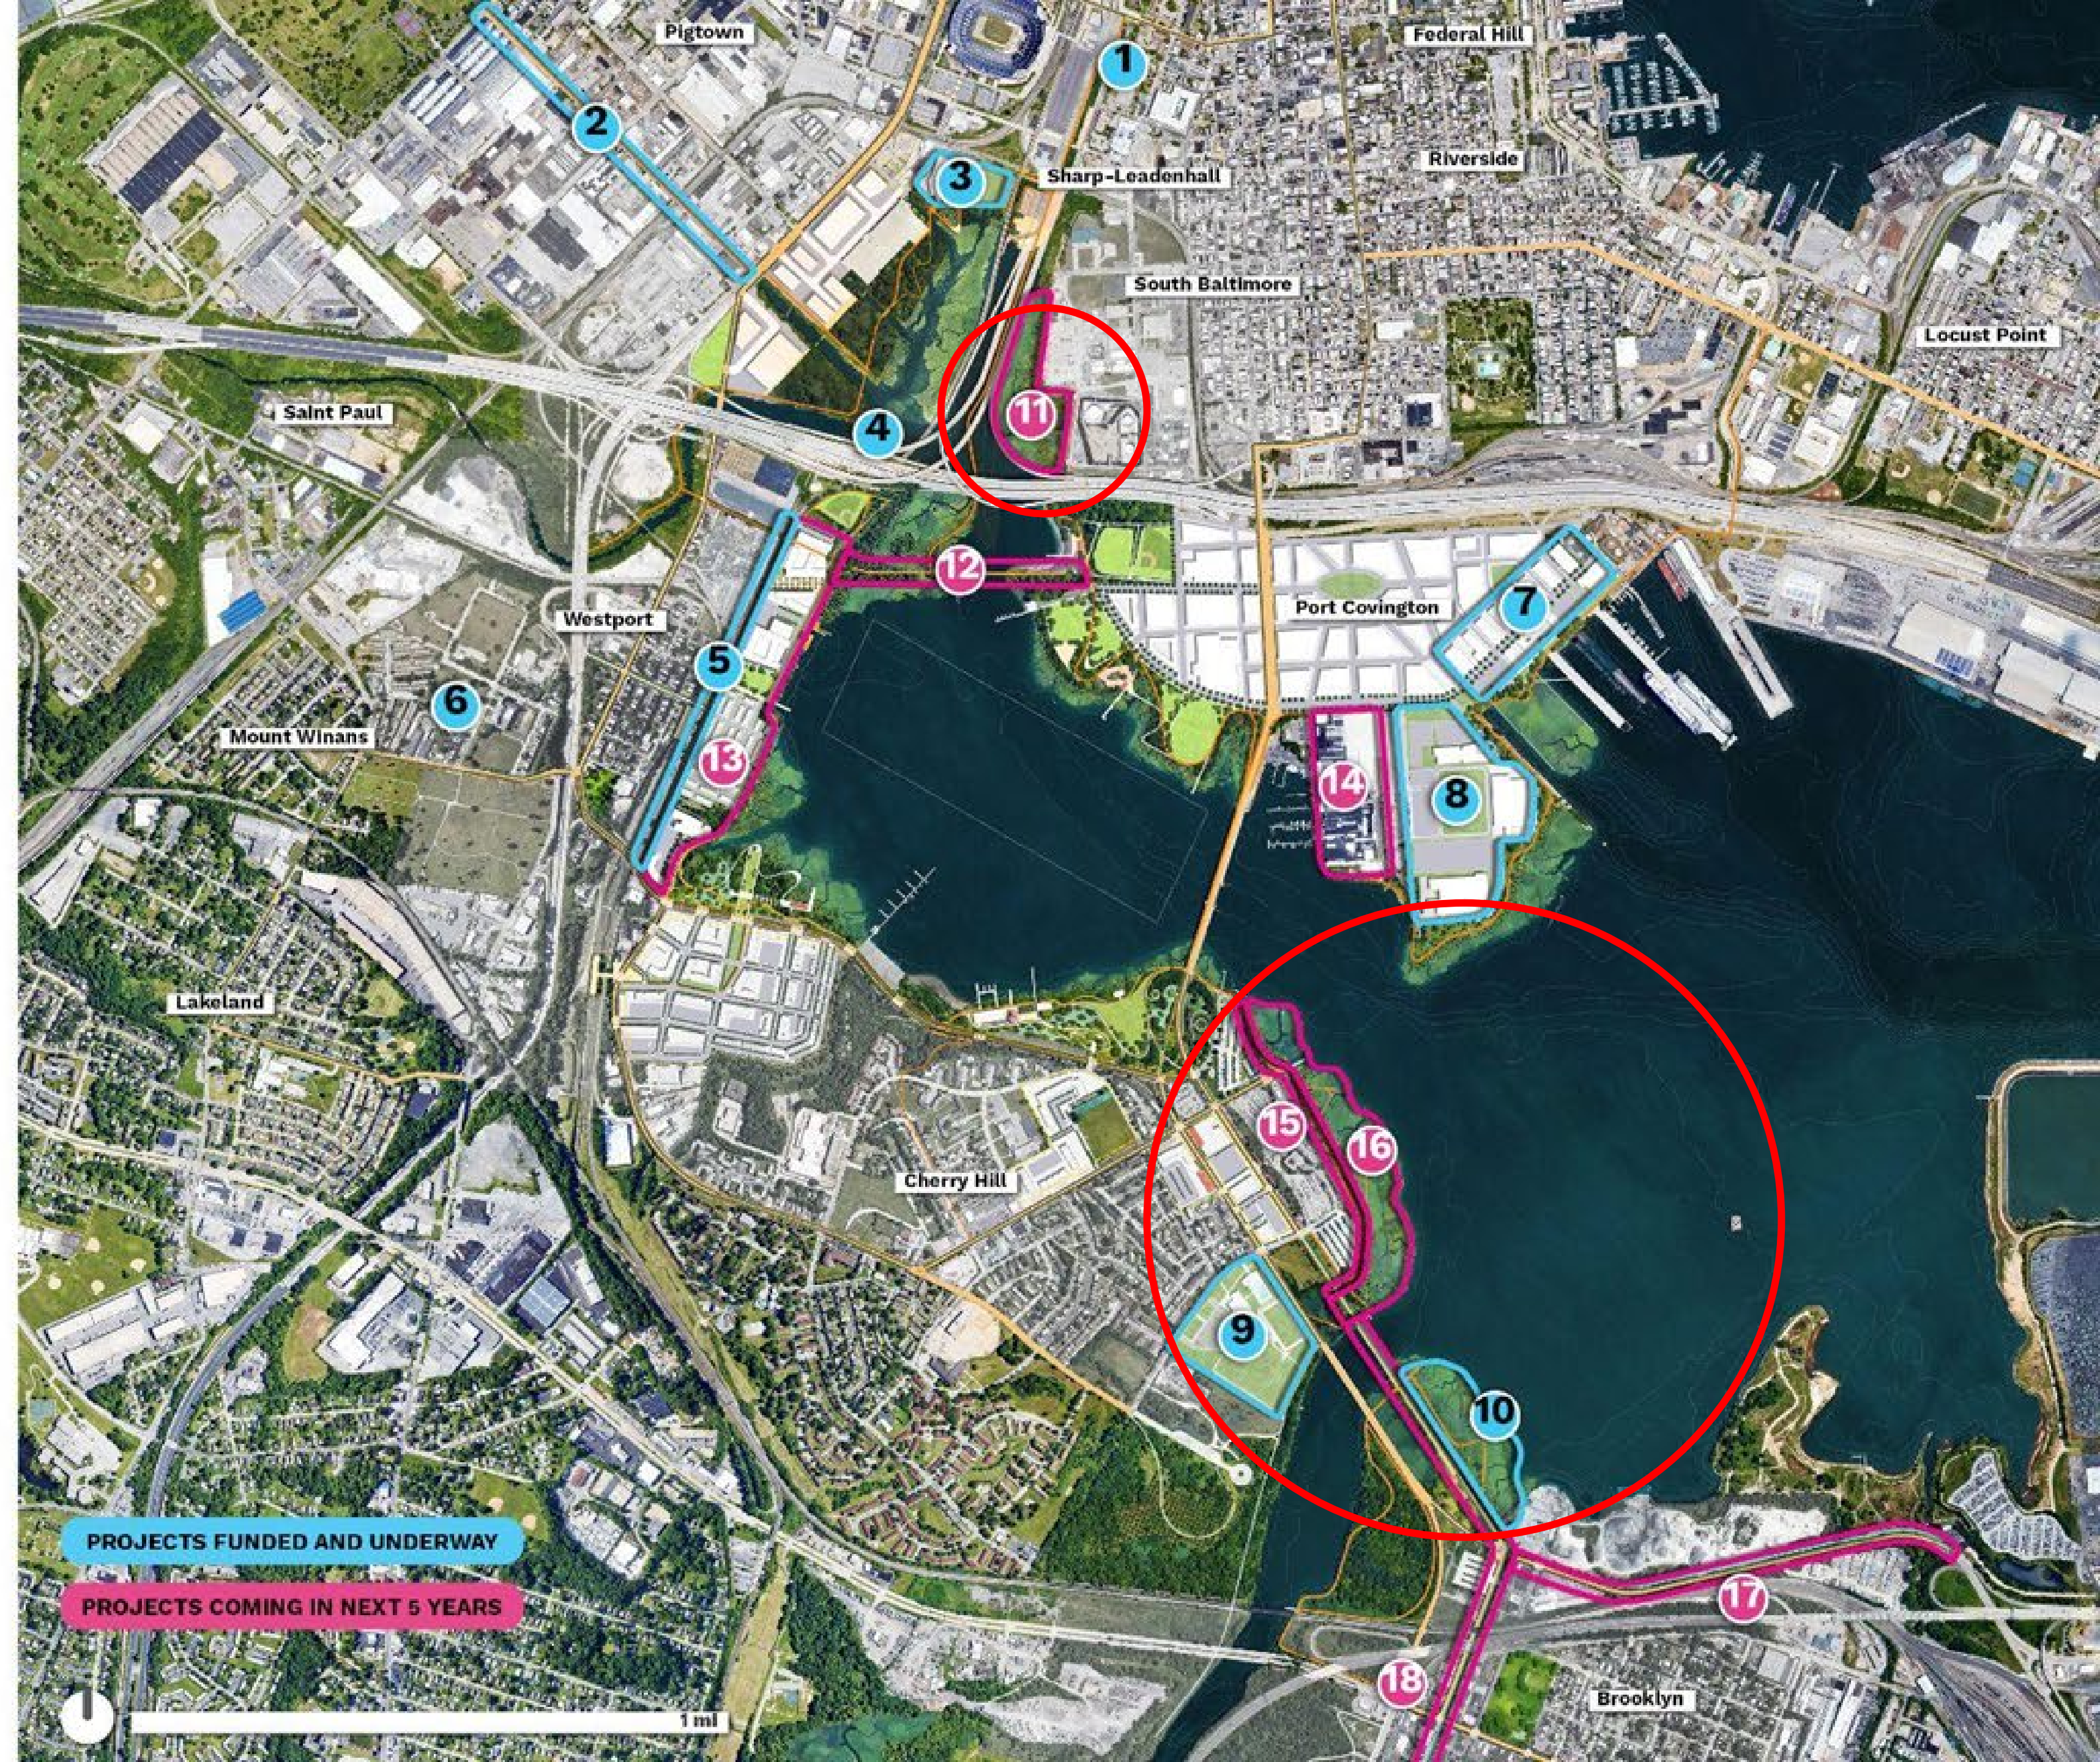 Pigtown
Federal Hill
1
2
Riverside
3
Sharp-Leadenhall
South Baltimore
Locust Point
Saint Paul
11
4
12
Westport
Port Covington
7
5
6
Mount Winans
13
14
8
Lakeland
15
16
Cherry Hill
9
10
PROJECTS FUNDED AND UNDERWAY
PROJECTS COMING IN NEXT 5 YEARS
17
18
Brooklyn
1 mi